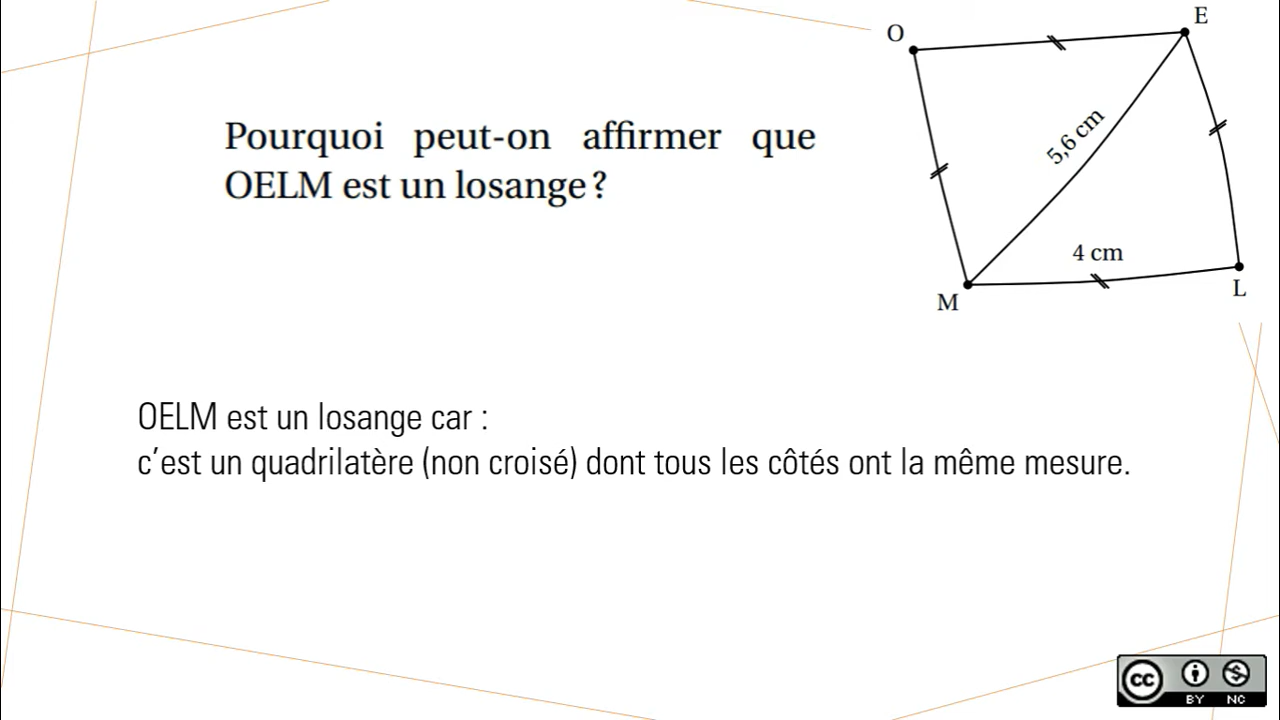 O
E
Pourquoi peut-on affirmer que
OELM est un losange ?
5,6 cm
4 cm
M
L
OELM est un losange car :
c’est un quadrilatère (non croisé) dont tous les côtés ont la même mesure.
cc
BY NC